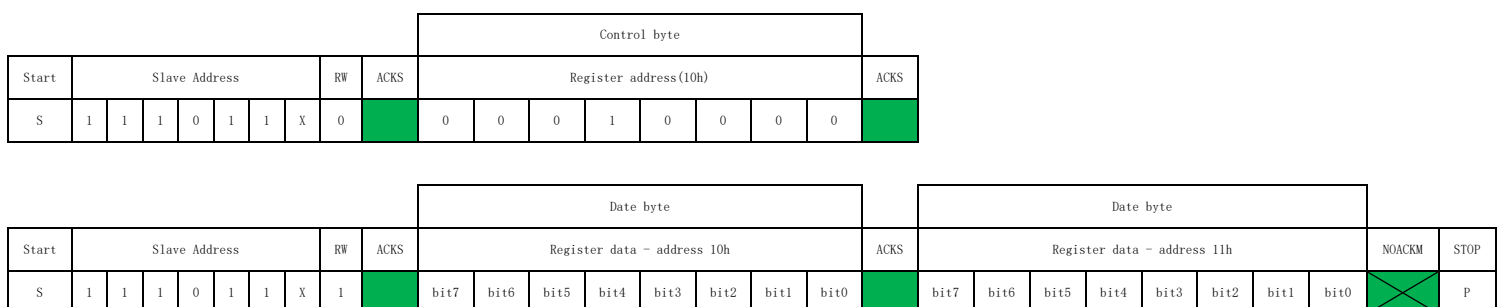 Control byte
Start Slave Address RW ACKS Register address(10h) ACKS
S 1 1 1 0 1 1 X 0 0 0 0 1 0 0 0 0
Date byte Date byte
Start Slave Address RW ACKS Register data - address 10h ACKS Register data - address 11h NOACKM STOP
S 1 1 1 0 1 1 X 1 bit7 bit6 bit5 bit4 bit3 bit2 bit1 bit0 bit7 bit6 bit5 bit4 bit3 bit2 bit1 bit0 P